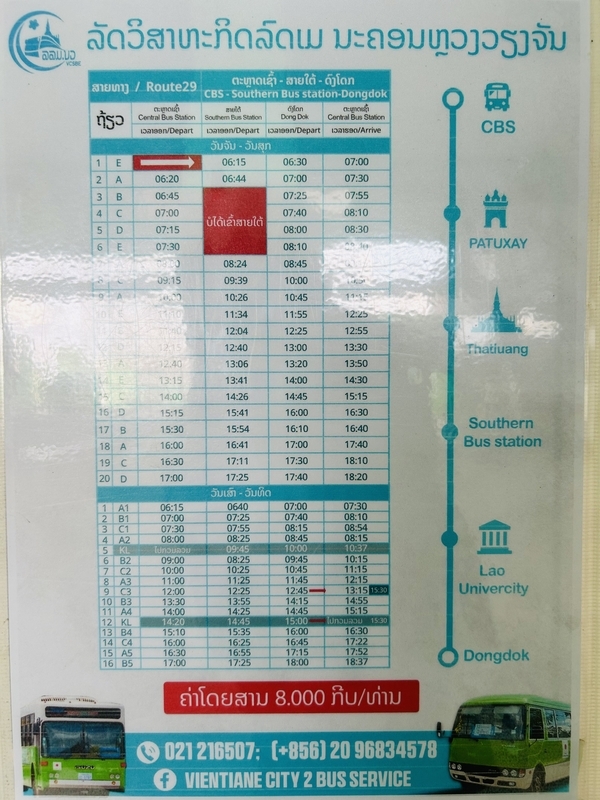 ລລມ.ນວ
VCSBE
ລັດວິສາຫະກິດລົດເມ ນະຄອນຫຼວງວຽງຈັນ
ສາຍທາງ / Route29 ຕະຫຼາດເຊົ້າ - ສາຍໃຕ້ - ດົງໂດກ
CBS - Southern Bus station-Dongdok
ຖ້ຽວ ຕະຫຼາດເຊົ້າ ສາຍໃຕ້ ດົງໂດກ ຕະຫຼາດເຊົ້າ
Central Bus Station Southern Bus Station Dong Dok Central Bus Station
ເວລາອອກ/Depart ເວລາອອກ/Depart ເວລາອອກ/Depart ເວລາຮອດ/Arrive
ວັນຈັນ - ວັນສຸກ
1 E 06:15 06:30 07:00
2 A 06:20 06:44 07:00 07:30
3 B 06:45 07:25 07:55
4 C 07:00 ບໍ່ໄດ້ເຂົ້າສາຍໃຕ້ 07:40 08:10
5 D 07:15 08:00 08:30
6 E 07:30 08:10
08:24 08:45
09:15 09:39 10:00
10:26 10:45
11:34 11:55 12:25
12:04 12:25 12:55
12:40 13:00 13:30
12:40 13:06 13:20 13:50
E 13:15 13:41 14:00 14:30
C 14:00 14:26 14:45 15:15
16 D 15:15 15:41 16:00 16:30
17 B 15:30 15:54 16:10 16:40
18 A 16:00 16:41 17:00 17:40
19 C 16:30 17:11 17:30 18:10
20 D 17:00 17:25 17:40 18:20
ວັນເສົາ - ວັນທິດ
1 A1 06:15 0640 07:00 07:30
2 B1 07:00 07:25 07:40 08:10
3 C1 07:30 07:55 08:15 08:54
4 A2 08:00 08:25 08:45 09:15
5 KL 09:45 10:00 10:37
6 B2 09:00 08:25 09:45 10:15
7 C2 10:00 10:25 10:45 11:15
8 A3 11:00 11:25 11:45 12:15
9 C3 12:00 12:25 12:45 13:15 15:30
10 B3 13:30 13:55 14:15 14:55
11 A4 14:00 14:25 14:45 15:15
12 KL 14:20 14:45 15:00 15:30
13 B4 15:10 15:35 16:00 16:30
14 C4 16:00 16:25 16:45 17:22
15 A5 16:30 16:55 17:15 17:52
16 B5 17:00 17:25 18:00 18:37
CBS
PATUXAY
Thatluang
Southern
Bus station
Lao
Univercity
Dongdok
ຄ່າໂດຍສານ 8.000 ກີບ/ທ່ານ
021 216507; (+856) 20 96834578
VIENTIANE CITY 2 BUS SERVICE